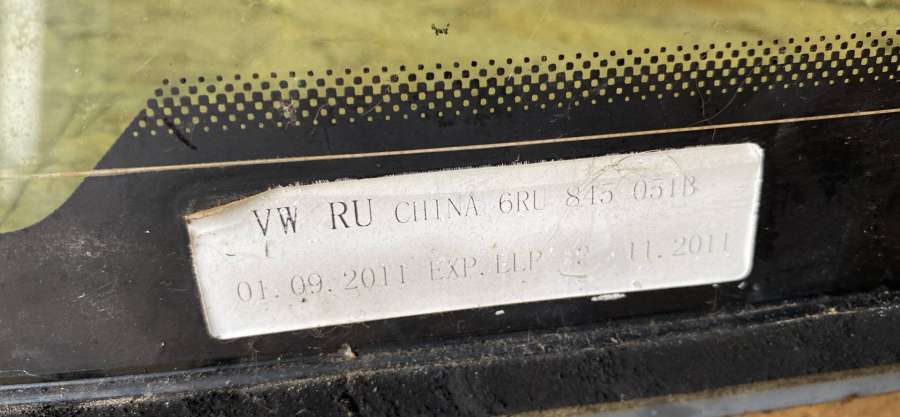 VW RU CHINA 6RU 845 051B
01.09.2011 EXP.ELP 11.2011